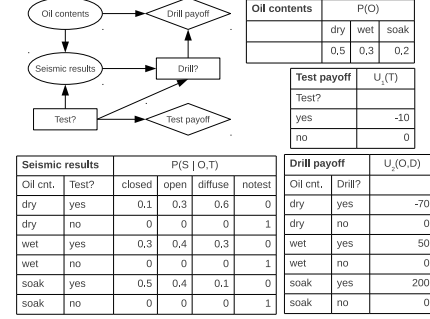 Oil contents
Drill payoff
Seismic results
Drill?
Test?
Test payoff
Oil contents P(O)
dry wet soak
0,5 0,3 0,2
Test payoff U1(T)
Test?
yes -10
no 0
Seismic results P(S | O,T)
Oil cnt. Test? closed open diffuse notest
dry yes 0.1 0.3 0.6 0
dry no 0 0 0 1
wet yes 0.3 0.4 0.3 0
wet no 0 0 0 1
soak yes 0.5 0.4 0.1 0
soak no 0 0 0 1
Drill payoff U2(O,D)
Oil cnt. Drill?
dry yes -70
dry no 0
wet yes 50
wet no 0
soak yes 200
soak no 0